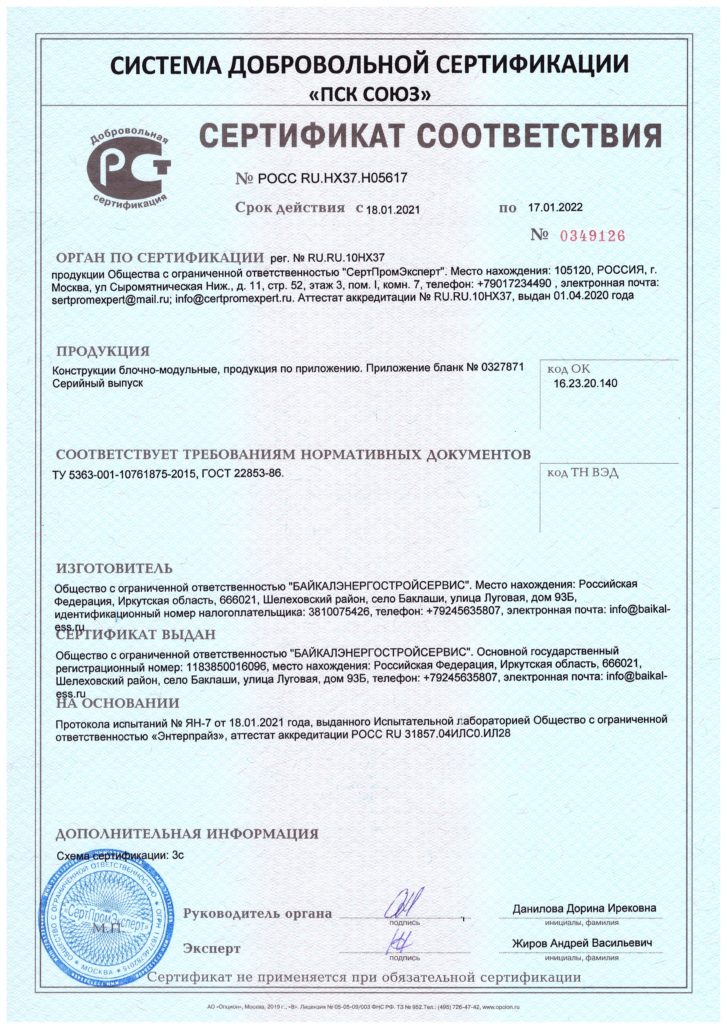 СИСТЕМА ДОБРОВОЛЬНОЙ СЕРТИФИКАЦИИ
«ПСК СОЮЗ»
Добровольная
РСТ
сертификация
СЕРТИФИКАТ СООТВЕТСТВИЯ
№ РОСС RU.НХ37.Н05617
Срок действия с 18.01.2021 по 17.01.2022
№ 0349126
ОРГАН ПО СЕРТИФИКАЦИИ рег. № RU.RU.10НХ37
продукции Общества с ограниченной ответственностью "СертПромЭксперт". Место нахождения: 105120, РОССИЯ, г.
Москва, ул Сыромятническая Ниж., д. 11, стр. 52, этаж 3, пом. I, комн. 7, телефон: +79017234490 , электронная почта:
sertpromexpert@mail.ru; info@certpromexpert.ru. Аттестат аккредитации № RU.RU.10НХ37, выдан 01.04.2020 года
ПРОДУКЦИЯ
Конструкции блочно-модульные, продукция по приложению. Приложение бланк № 0327871
Серийный выпуск
код ОК
16.23.20.140
СООТВЕТСТВУЕТ ТРЕБОВАНИЯМ НОРМАТИВНЫХ ДОКУМЕНТОВ
ТУ 5363-001-10761875-2015, ГОСТ 22853-86.
код ТН ВЭД
ИЗГОТОВИТЕЛЬ
Общество с ограниченной ответственностью "БАЙКАЛЭНЕРГОСТРОЙСЕРВИС". Место нахождения: Российская
Федерация, Иркутская область, 666021, Шелеховский район, село Баклаши, улица Луговая, дом 93Б,
идентификационный номер налогоплательщика: 3810075426, телефон: +79245635807, электронная почта: info@baikal-
ess.ru
СЕРТИФИКАТ ВЫДАН
Общество с ограниченной ответственностью "БАЙКАЛЭНЕРГОСТРОЙСЕРВИС". Основной государственный
регистрационный номер: 1183850016096, место нахождения: Российская Федерация, Иркутская область, 666021,
Шелеховский район, село Баклаши, улица Луговая, дом 93Б, телефон: +79245635807, электронная почта: info@baikal-
ess.ru
НА ОСНОВАНИИ
Протокола испытаний № ЯН-7 от 18.01.2021 года, выданного Испытательной лабораторией Общество с ограниченной
ответственностью «Энтерпрайз», аттестат аккредитации РОСС RU 31857.04ИЛС0.ИЛ28
ДОПОЛНИТЕЛЬНАЯ ИНФОРМАЦИЯ
Схема сертификации: 3с
ОБЩЕСТВО С ОГРАНИЧЕННОЙ ОТВЕТСТВЕННОСТЬЮ
«СертПромЭксперт»
М.П.
МОСКВА
Руководитель органа
подпись
Данилова Дорина Ирековна
инициалы, фамилия
Эксперт
подпись
Жиров Андрей Васильевич
инициалы, фамилия
Сертификат не применяется при обязательной сертификации
АО «Опцион», Москва, 2019 г., «В». Лицензия № 05-05-09/003 ФНС РФ. ТЗ № 952. Тел.: (495) 726-47-42, www.opcion.ru